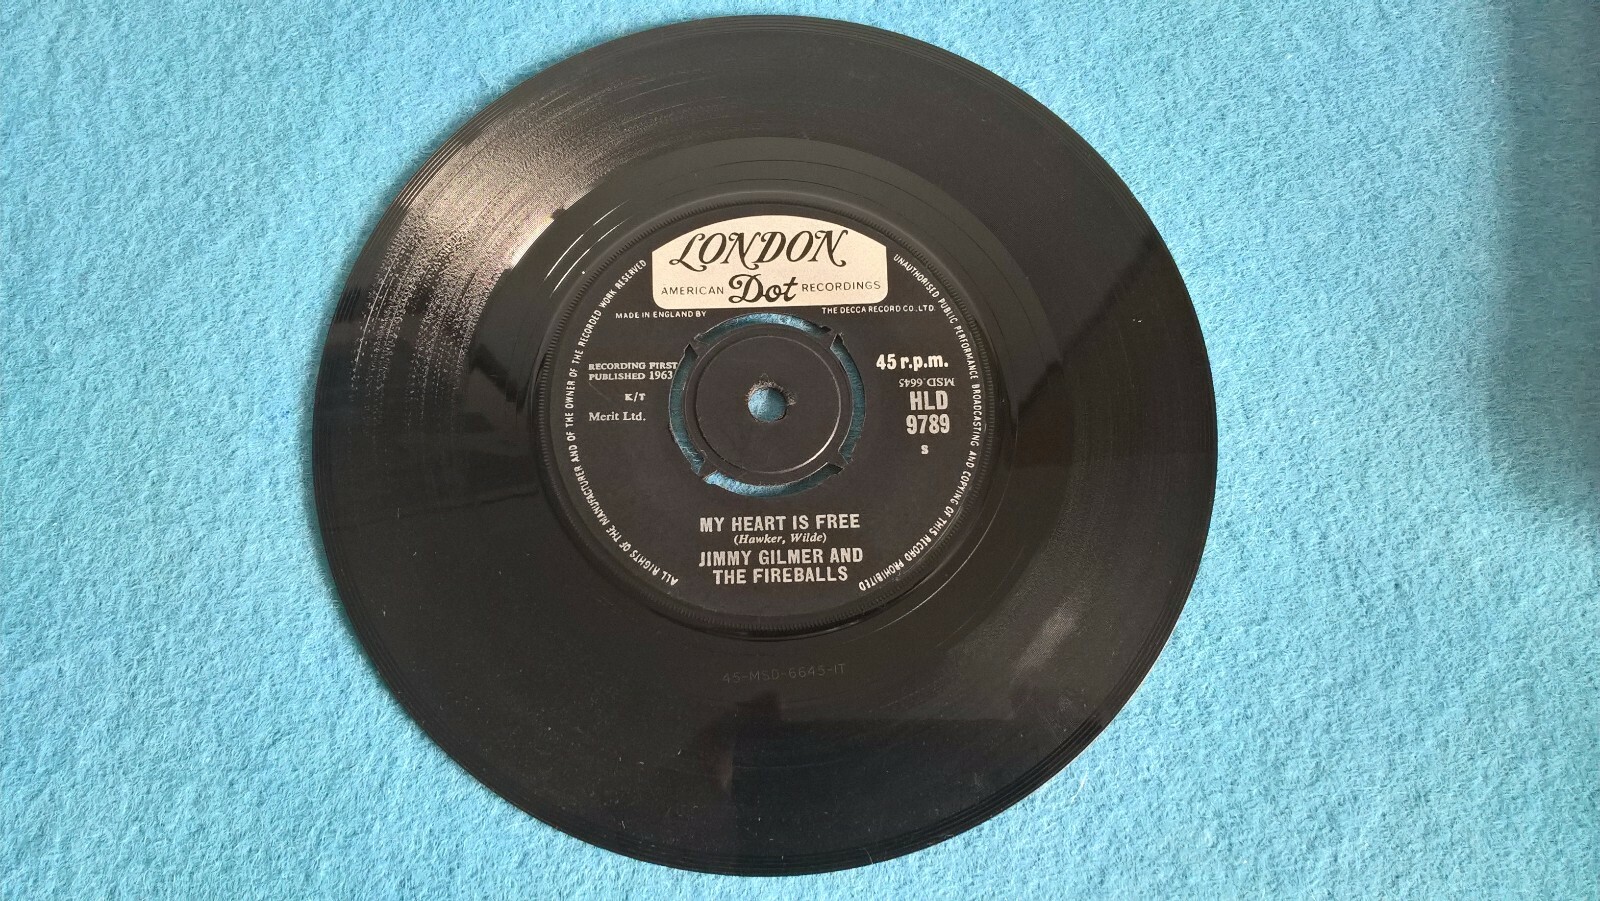 LONDON
AMERICAN Dot RECORDINGS
MADE IN ENGLAND BY THE DECCA RECORD CO., LTD.
ALL RIGHTS OF THE MANUFACTURER AND OF THE OWNER OF THE RECORDED WORK RESERVED
UNAUTHORISED PUBLIC PERFORMANCE BROADCASTING AND COPYING OF THIS RECORD PROHIBITED
RECORDING FIRST
PUBLISHED 1963
K/T
Merit Ltd.
45 r.p.m.
MSD.6645
HLD
9789
S
MY HEART IS FREE
(Hawker, Wilde)
JIMMY GILMER AND
THE FIREBALLS
45-MSD-6645-1T